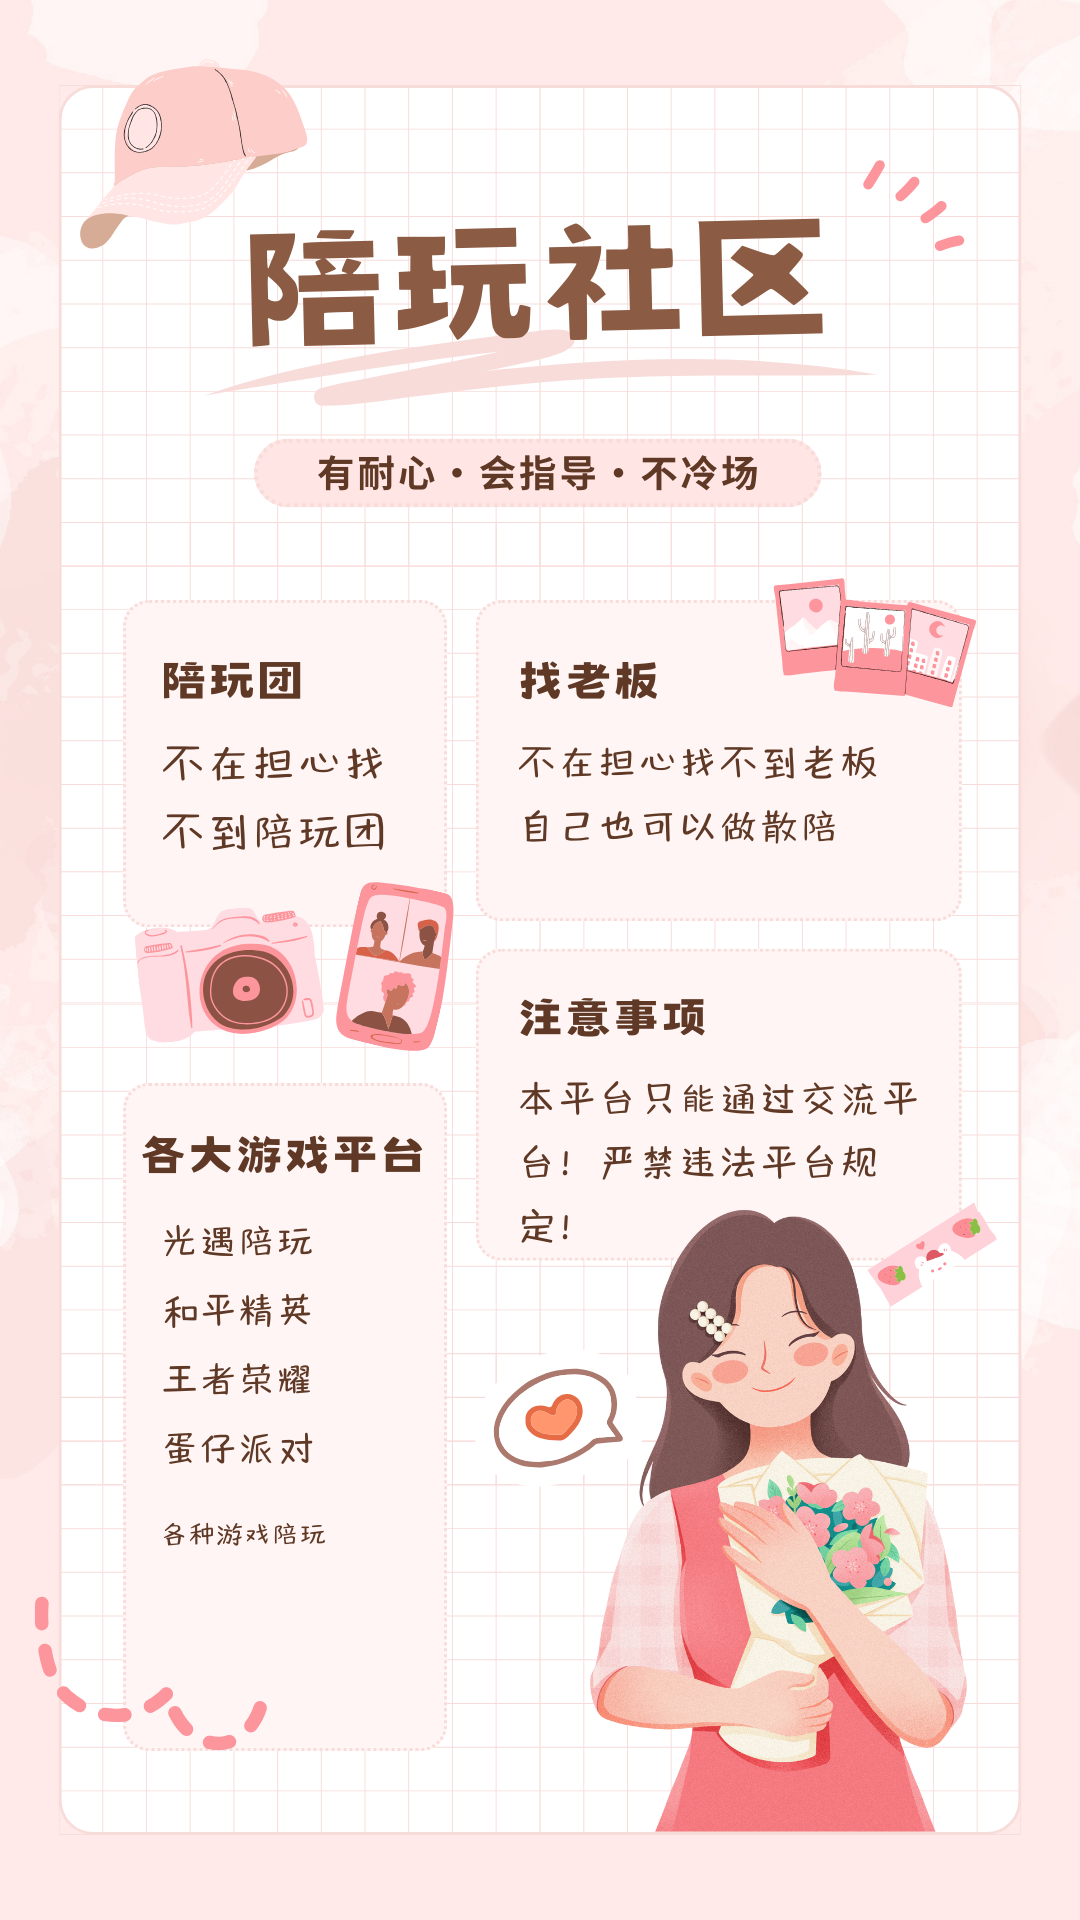 陪玩社区
有耐心·会指导·不冷场
陪玩团
不在担心找
不到陪玩团
找老板
不在担心找不到老板
自己也可以做散陪
注意事项
本平台只能通过交流平
台！严禁违法平台规
定！
各大游戏平台
光遇陪玩
和平精英
王者荣耀
蛋仔派对
各种游戏陪玩